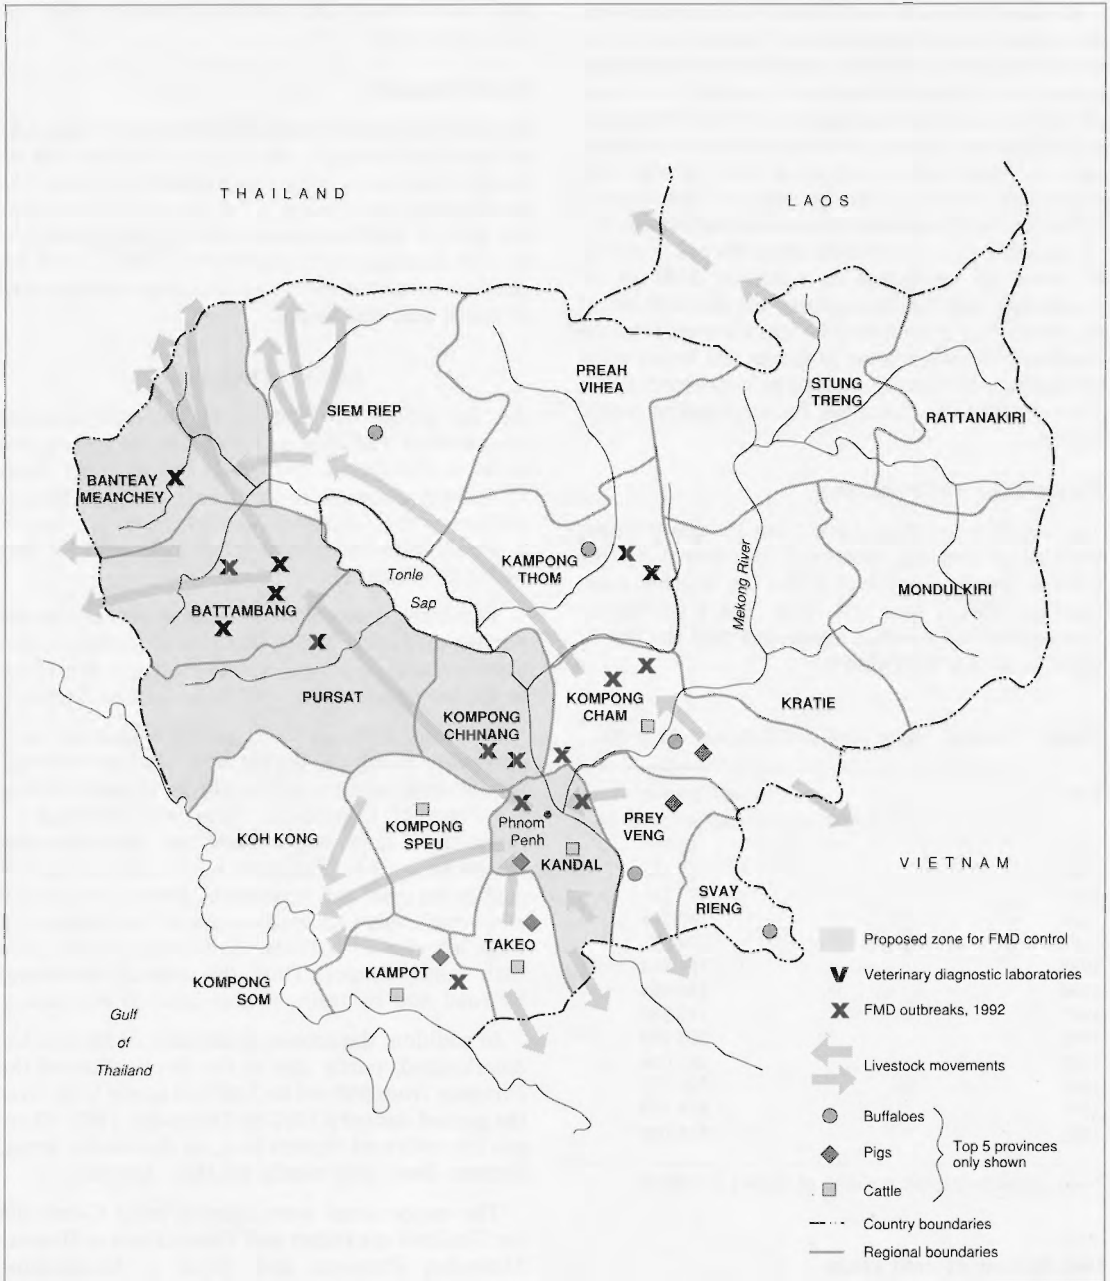 THAILAND
LAOS
PREAH
VIHEA
STUNG
TRENG
RATTANAKIRI
SIEM RIEP
BANTEAY
MEANCHEY
KAMPONG
THOM
Tonle
Sap
Mekong River
MONDULKIRI
BATTAMBANG
PURSAT
KOMPONG
CHHNANG
KOMPONG
CHAM
KRATIE
KOH KONG
KOMPONG
SPEU
Phnom
Penh
KANDAL
PREY
VENG
VIETNAM
SVAY
RIENG
TAKEO
KAMPOT
KOMPONG
SOM
Gulf
of
Thailand
Proposed zone for FMD control
Veterinary diagnostic laboratories
FMD outbreaks, 1992
Livestock movements
Buffaloes
Pigs
Cattle
Top 5 provinces
only shown
Country boundaries
Regional boundaries